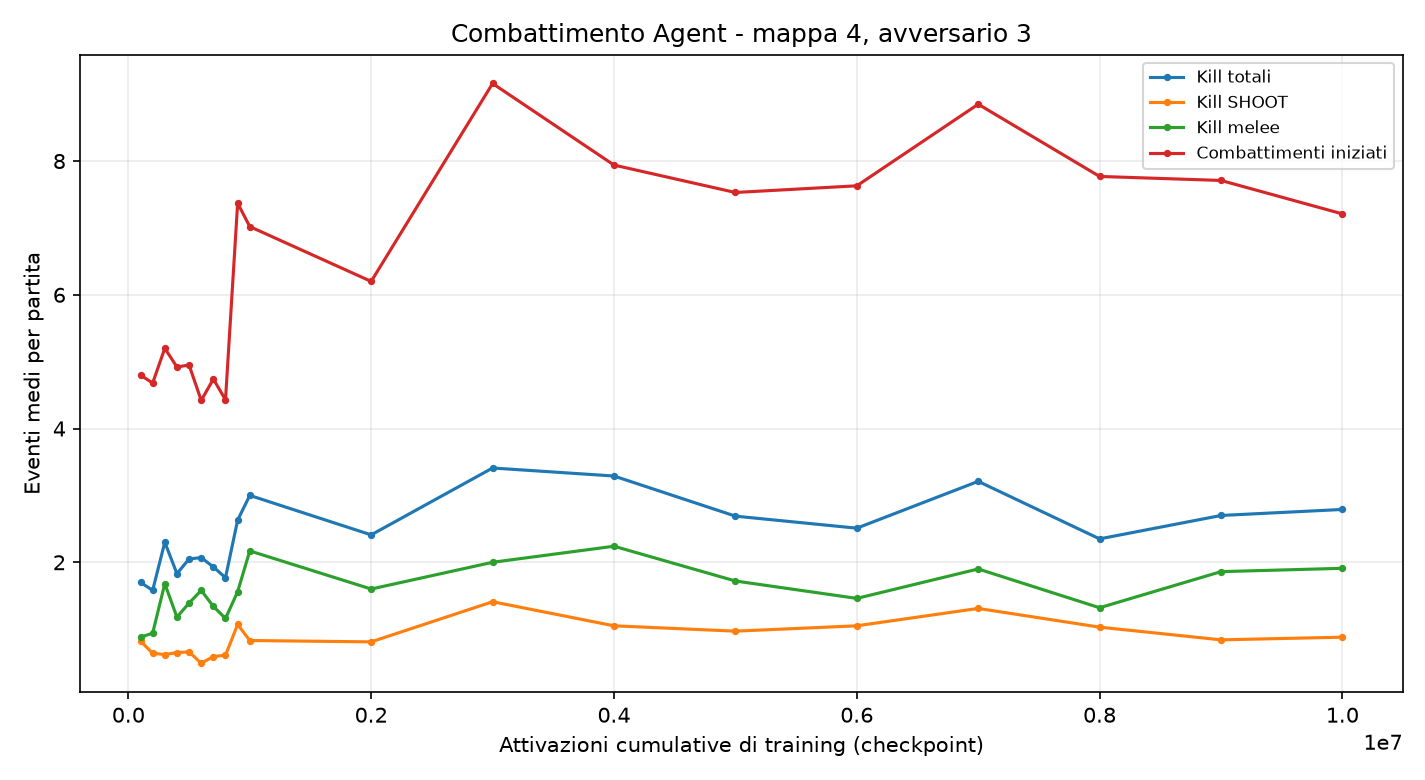 Combattimento Agent - mappa 4, avversario 3
Kill totali
Kill SHOOT
Kill melee
Combattimenti iniziati
Eventi medi per partita
8
6
4
2
0.0 0.2 0.4 0.6 0.8 1.0
1e7
Attivazioni cumulative di training (checkpoint)